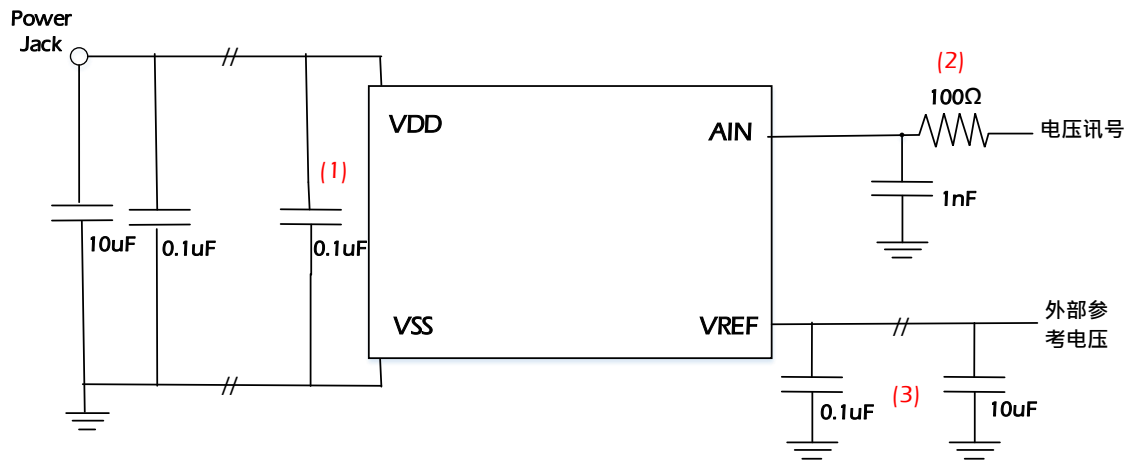 Power
Jack
VDD
VSS
AIN
VREF
(1)
(2)
(3)
10uF
0.1uF
0.1uF
100Ω
电压讯号
1nF
外部参
考电压
0.1uF
10uF